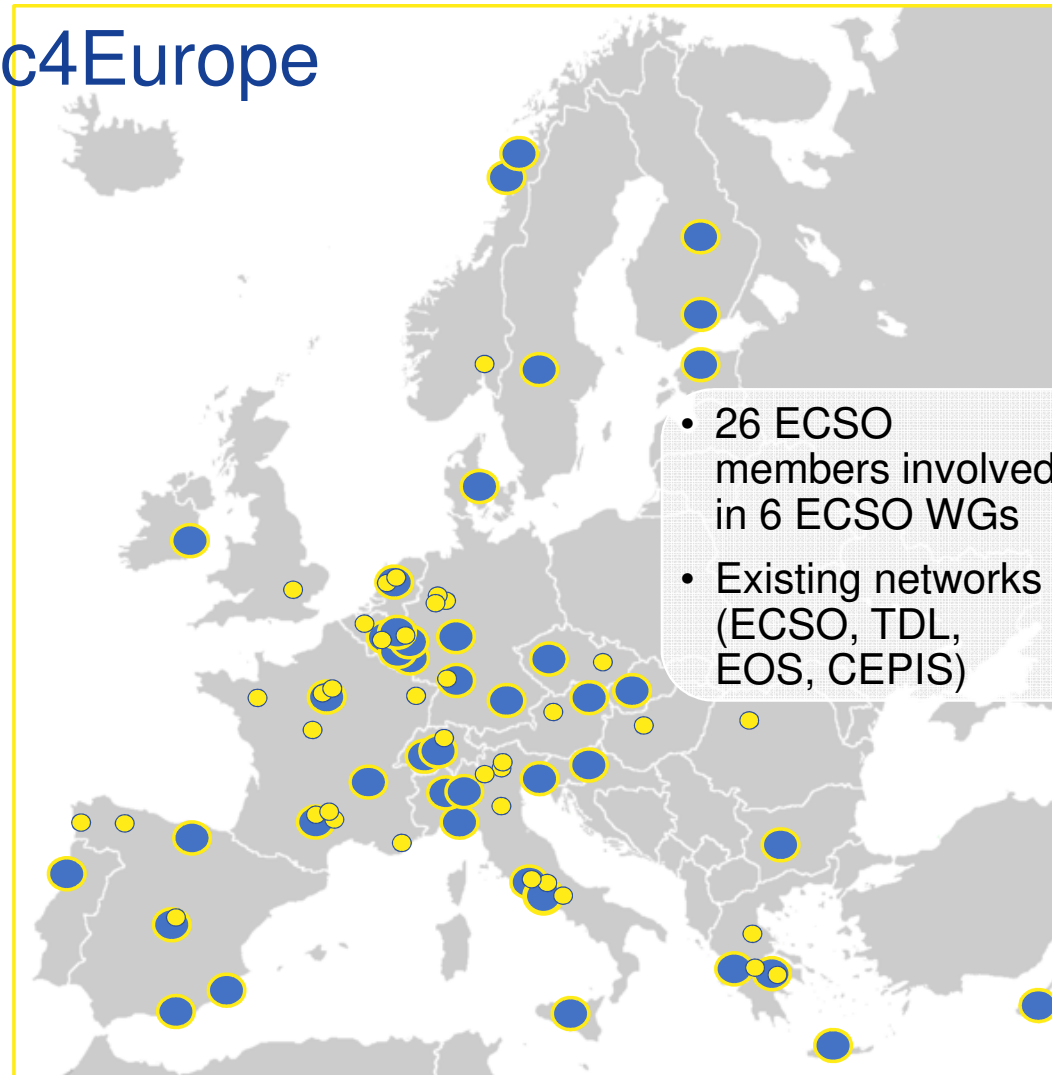 c4Europe
• 26 ECSO
members involved
in 6 ECSO WGs
• Existing networks
(ECSO, TDL,
EOS, CEPIS)